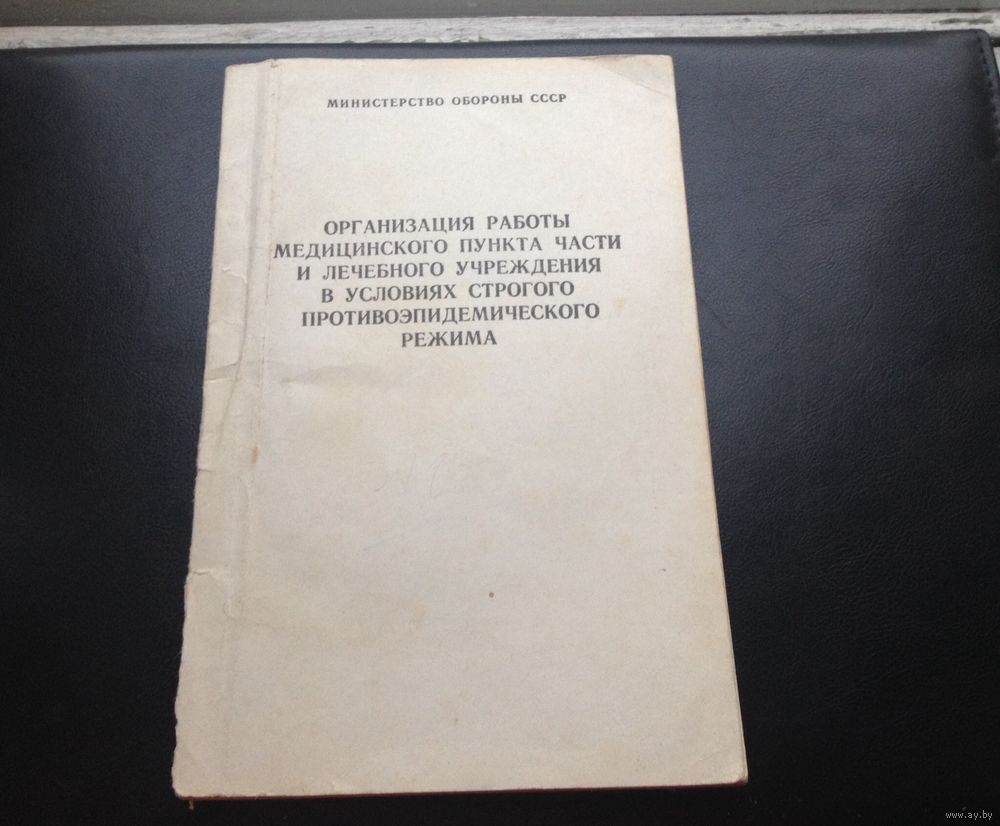 МИНИСТЕРСТВО ОБОРОНЫ СССР
ОРГАНИЗАЦИЯ РАБОТЫ
МЕДИЦИНСКОГО ПУНКТА ЧАСТИ
И ЛЕЧЕБНОГО УЧРЕЖДЕНИЯ
В УСЛОВИЯХ СТРОГОГО
ПРОТИВОЭПИДЕМИЧЕСКОГО
РЕЖИМА
www.ay.by